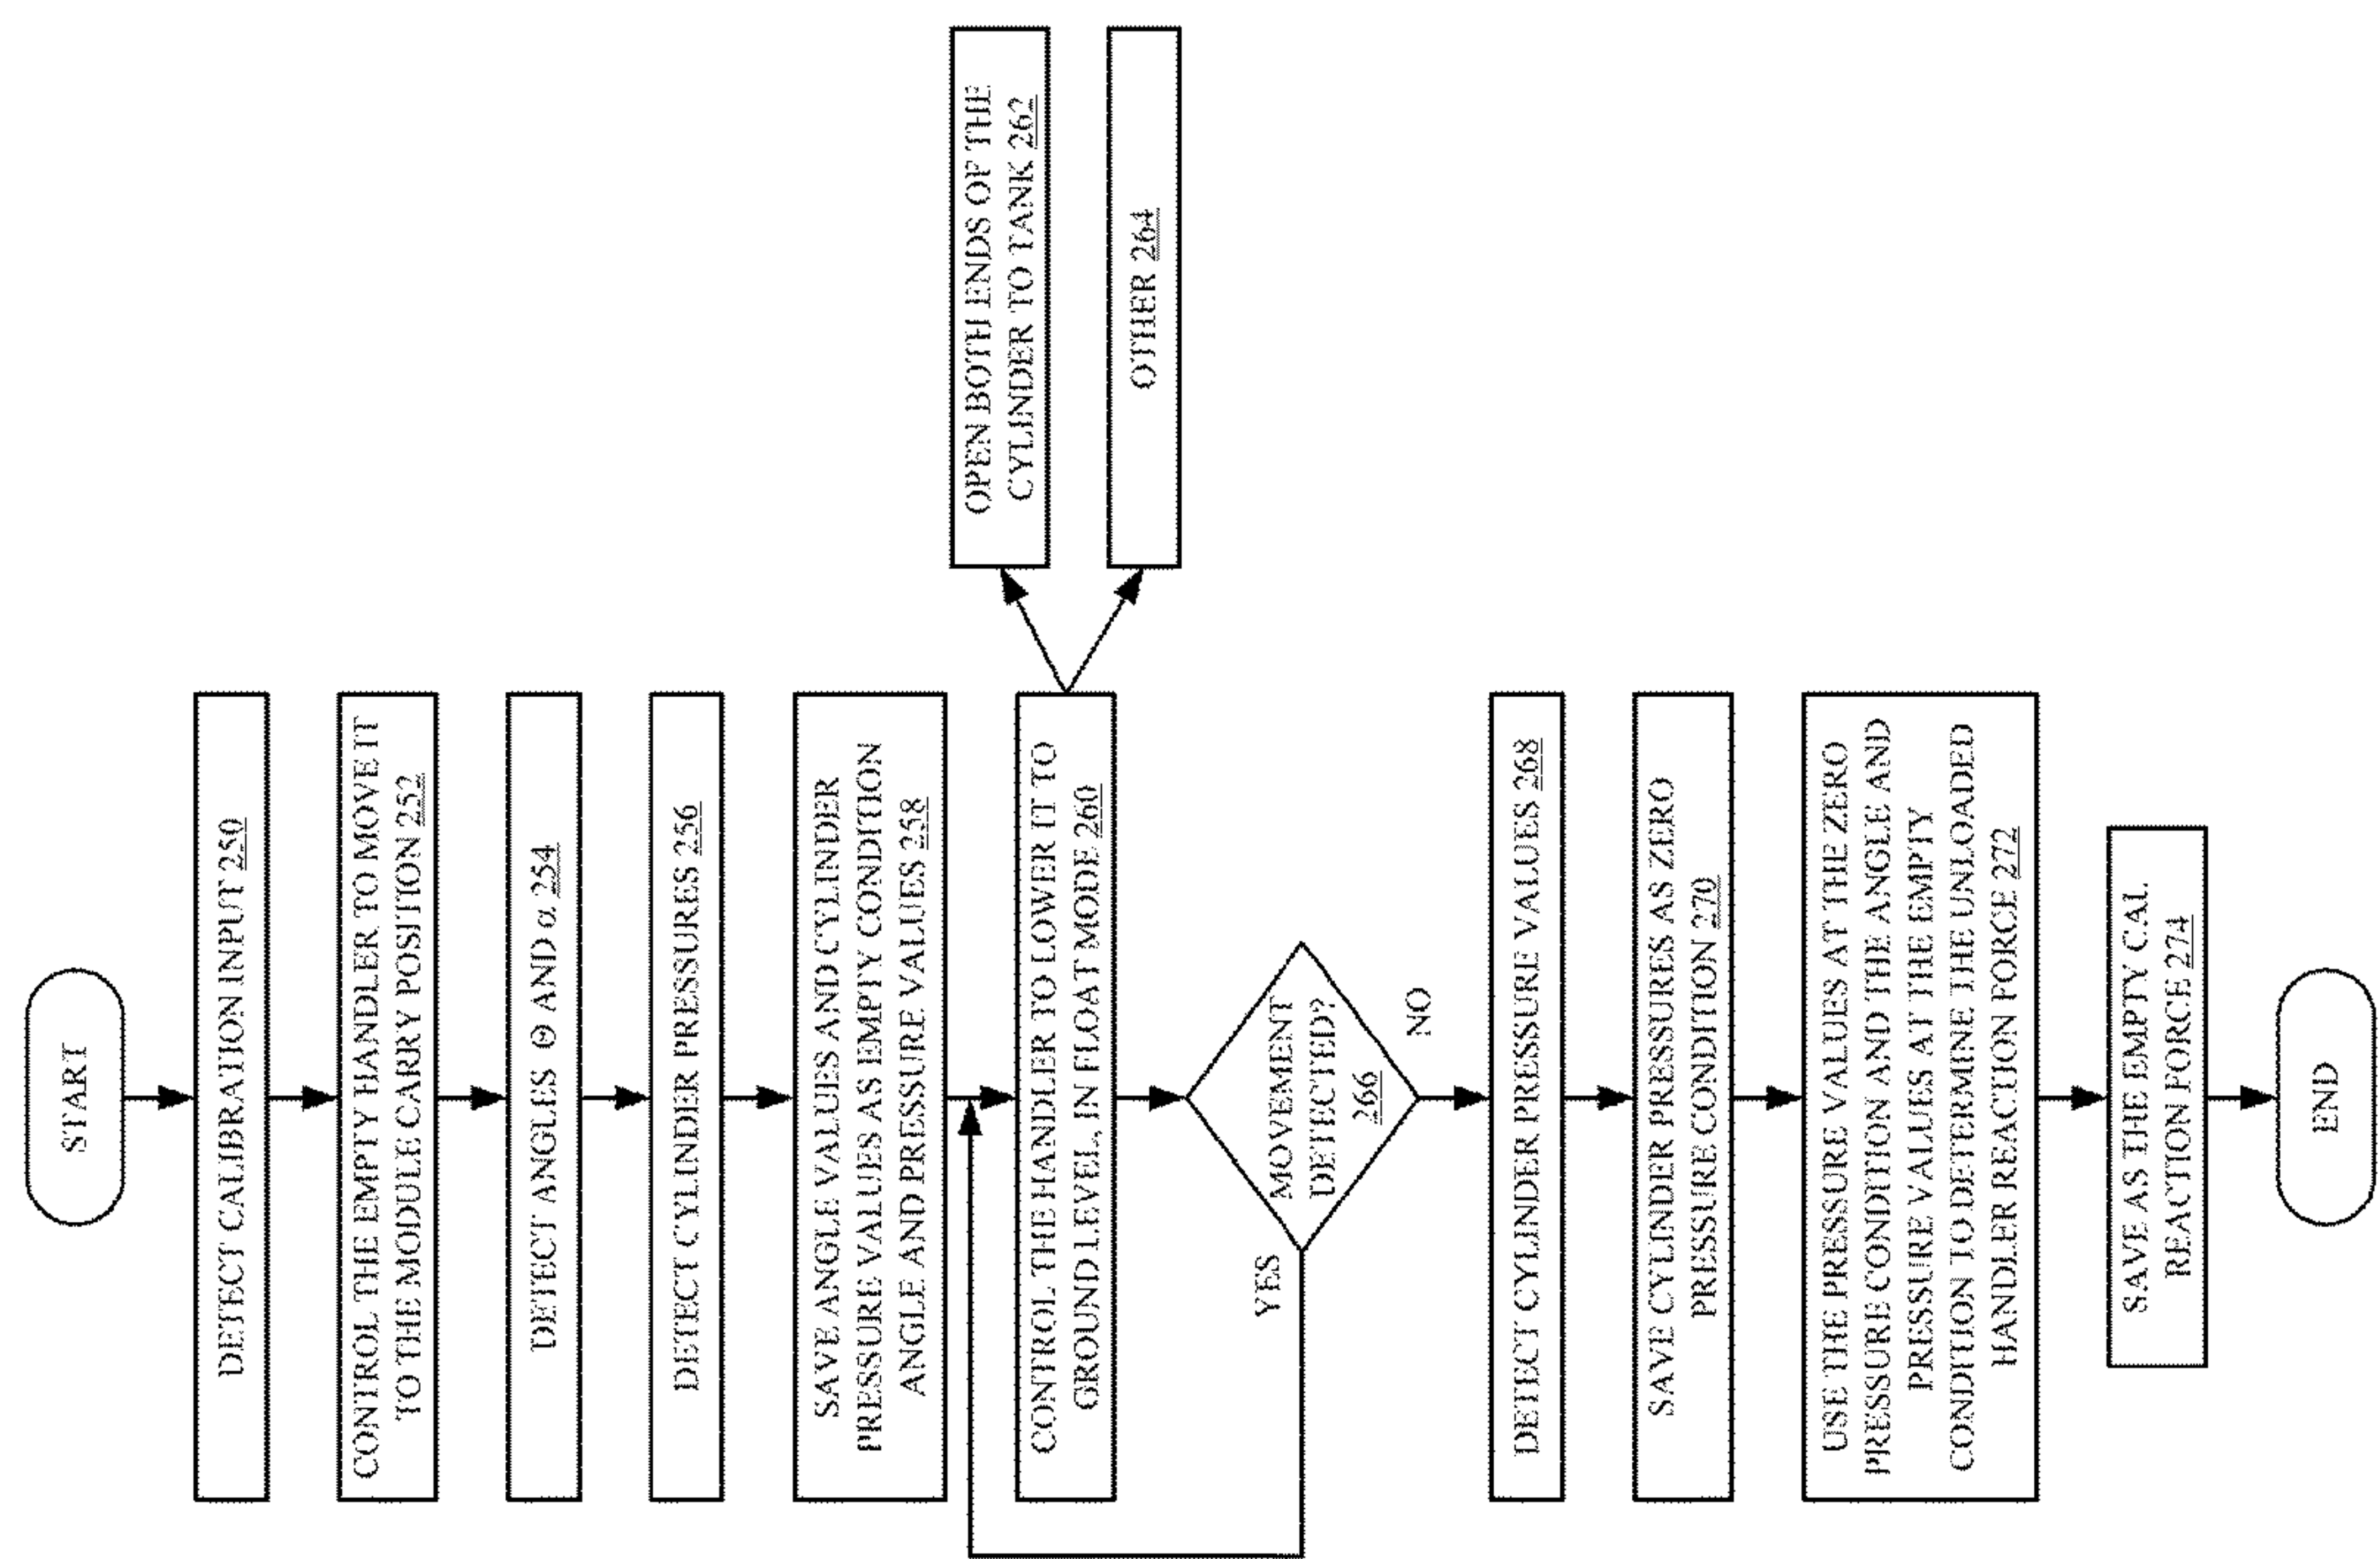 START
DETECT CALIBRATION INPUT 250
CONTROL THE EMPTY HANDLER TO MOVE IT
TO THE MODULE CARRY POSITION 252
DETECT ANGLES Θ AND α 254
DETECT CYLINDER PRESSURES 256
SAVE ANGLE VALUES AND CYLINDER
PRESSURE VALUES AS EMPTY CONDITION
ANGLE AND PRESSURE VALUES 258
CONTROL THE HANDLER TO LOWER IT TO
GROUND LEVEL, IN FLOAT MODE 260
OPEN BOTH ENDS OF THE
CYLINDER TO TANK 262
OTHER 264
MOVEMENT
DETECTED?
266
YES
NO
DETECT CYLINDER PRESSURE VALUES 268
SAVE CYLINDER PRESSURES AS ZERO
PRESSURE CONDITION 270
USE THE PRESSURE VALUES AT THE ZERO
PRESSURE CONDITION AND THE ANGLE AND
PRESSURE VALUES AT THE EMPTY
CONDITION TO DETERMINE THE UNLOADED
HANDLER REACTION FORCE 272
SAVE AS THE EMPTY CAL
REACTION FORCE 274
END